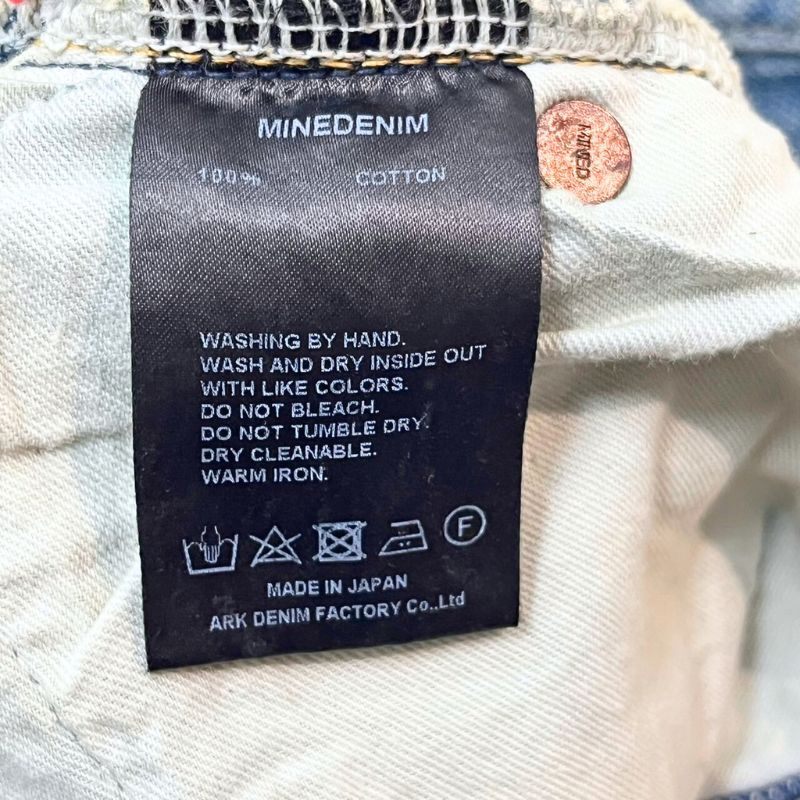 MINEDENIM
MINED
100% COTTON
WASHING BY HAND.
WASH AND DRY INSIDE OUT
WITH LIKE COLORS.
DO NOT BLEACH.
DO NOT TUMBLE DRY.
DRY CLEANABLE.
WARM IRON.
F
MADE IN JAPAN
ARK DENIM FACTORY Co.,Ltd